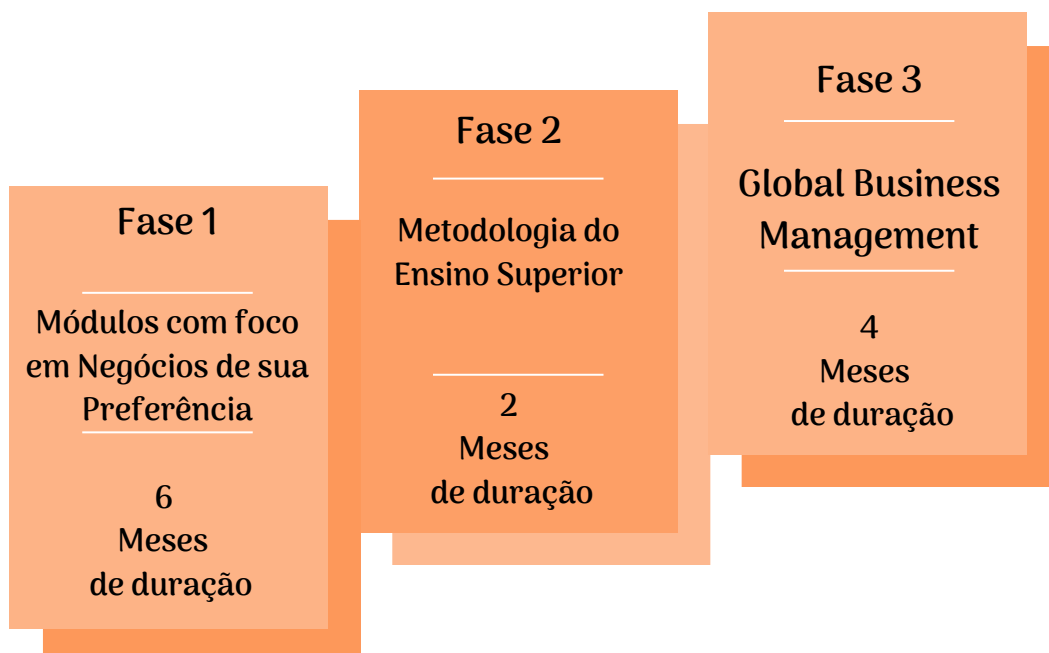 Fase 1
Módulos com foco
em Negócios de sua
Preferência
6
Meses
de duração
Fase 2
Metodologia do
Ensino Superior
2
Meses
de duração
Fase 3
Global Business
Management
4
Meses
de duração